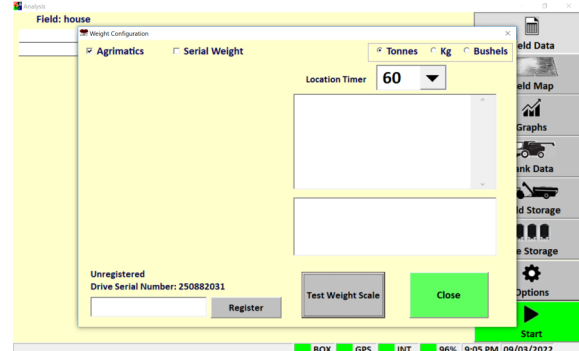 Analysis
Field: house
Weight Configuration
Agrimatics
Serial Weight
Tonnes
Kg
Bushels
Location Timer
60
Unregistered
Drive Serial Number: 250882031
Register
Test Weight Scale
Close
eld Data
eld Map
Graphs
ank Data
d Storage
e Storage
Options
Start
BOX GPS INT 96% 9:05 PM 09/03/2022